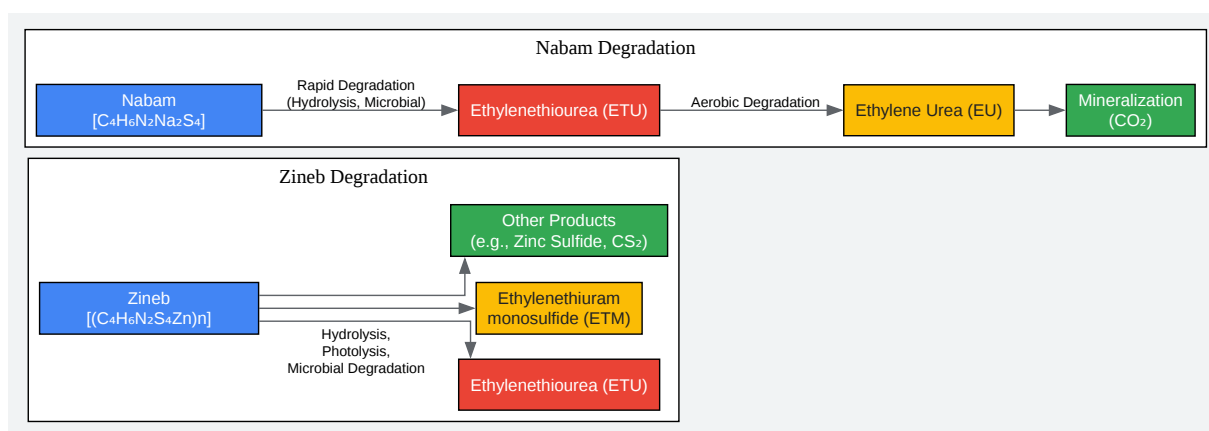 Nabam Degradation
Nabam
[C₄H₆N₂Na₂S₄]
Rapid Degradation
(Hydrolysis, Microbial)
Ethylenethiourea (ETU)
Aerobic Degradation
Ethylene Urea (EU)
Mineralization
(CO₂)
Zineb Degradation
Other Products
(e.g., Zinc Sulfide, CS₂)
Zineb
[(C₄H₆N₂S₄Zn)n]
Ethylenethiuram
monosulfide (ETM)
Hydrolysis,
Photolysis,
Microbial Degradation
Ethylenethiourea (ETU)